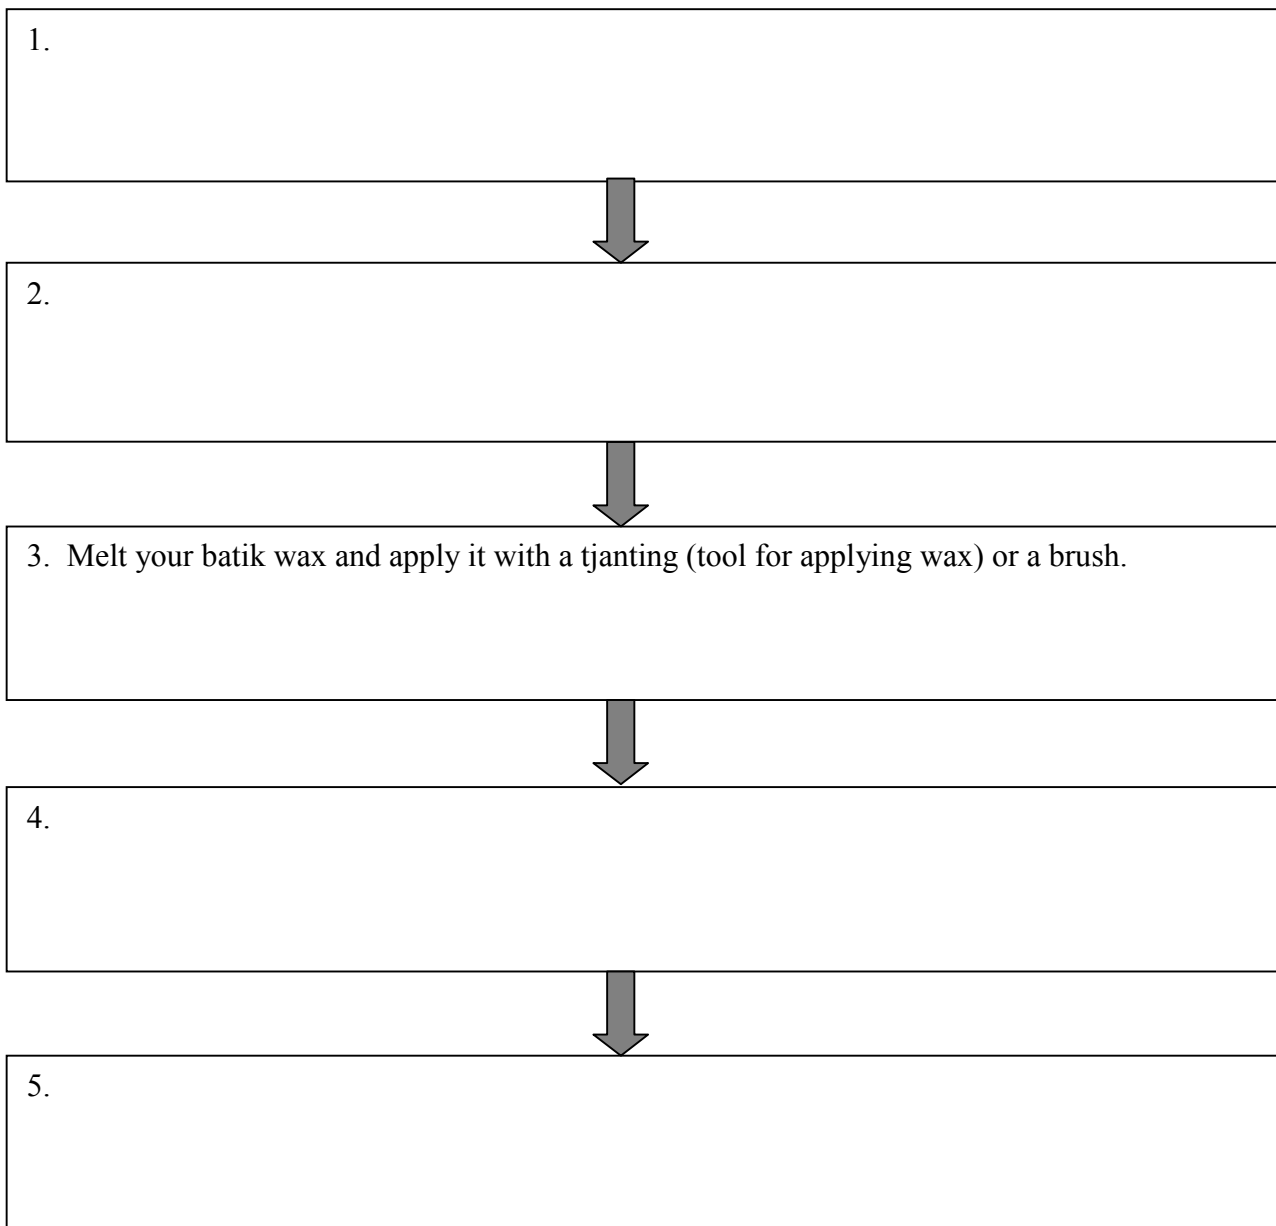 1.
2.
3. Melt your batik wax and apply it with a tjanting (tool for applying wax) or a brush.
4.
5.